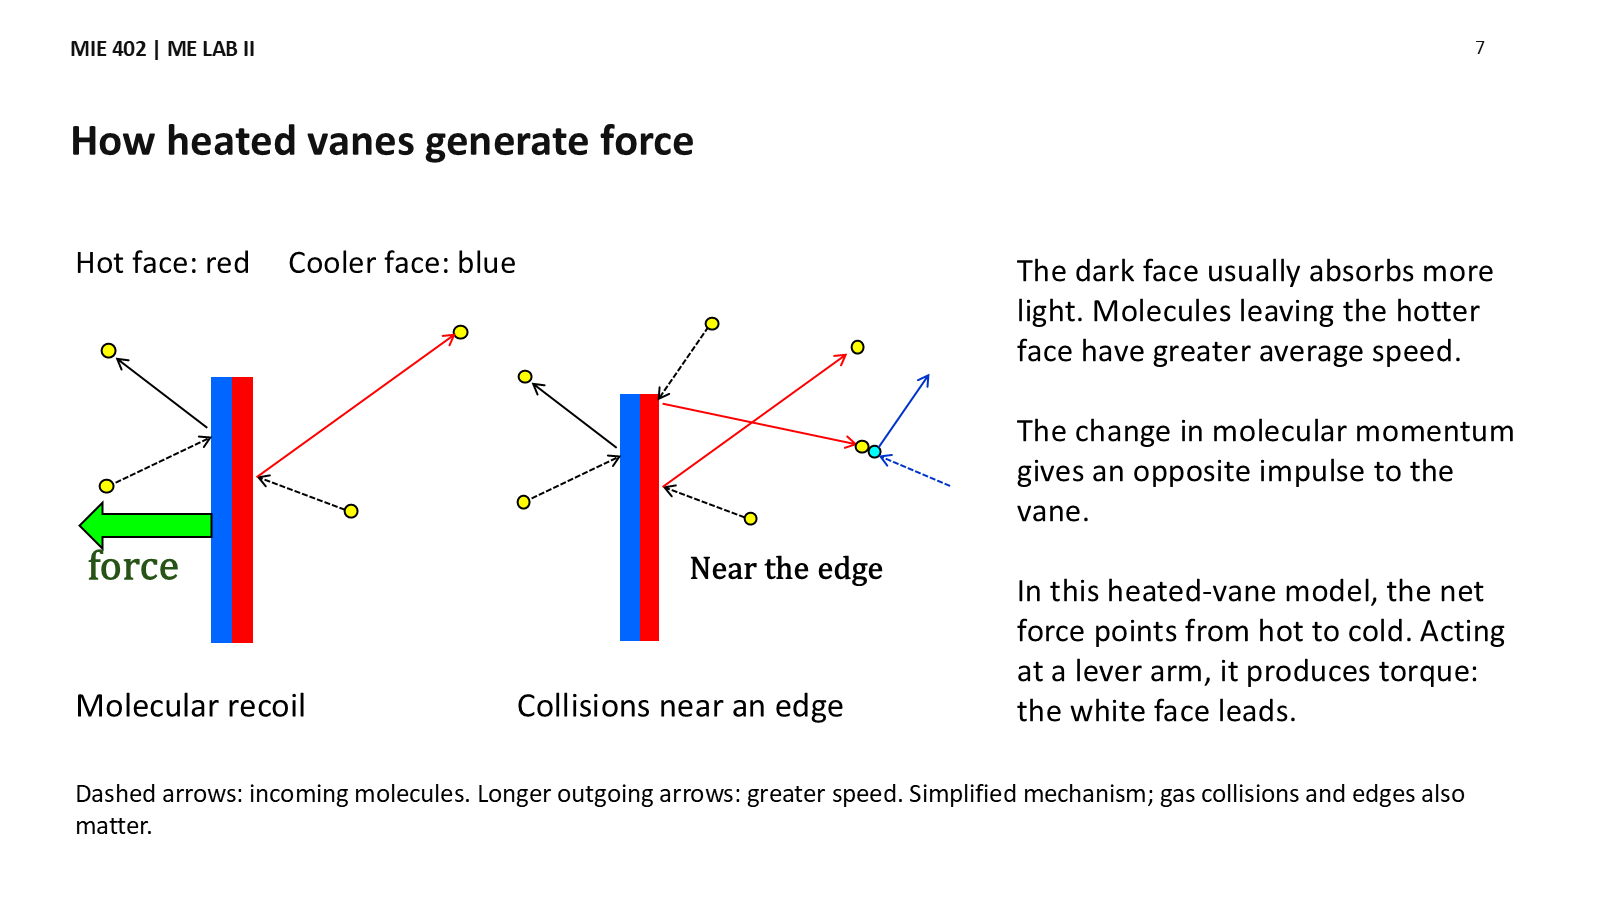 MIE 402 | ME LAB II
7
How heated vanes generate force
Hot face: red
Cooler face: blue
force
Near the edge
Molecular recoil
Collisions near an edge
The dark face usually absorbs more
light. Molecules leaving the hotter
face have greater average speed.
The change in molecular momentum
gives an opposite impulse to the
vane.
In this heated-vane model, the net
force points from hot to cold. Acting
at a lever arm, it produces torque:
the white face leads.
Dashed arrows: incoming molecules. Longer outgoing arrows: greater speed. Simplified mechanism; gas collisions and edges also
matter.